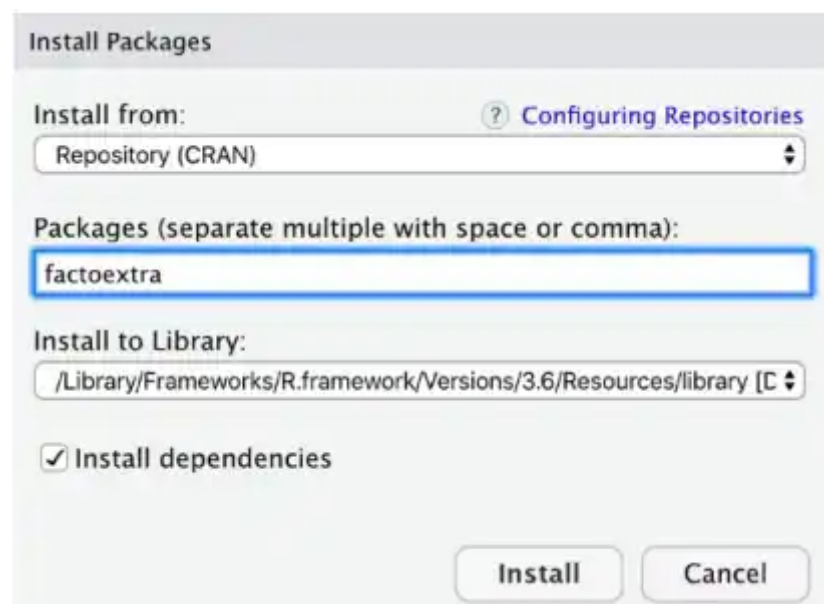 Install Packages
Install from:
? Configuring Repositories
Repository (CRAN)
Packages (separate multiple with space or comma):
factoextra
Install to Library:
/Library/Frameworks/R.framework/Versions/3.6/Resources/library [D
Install dependencies
Install
Cancel